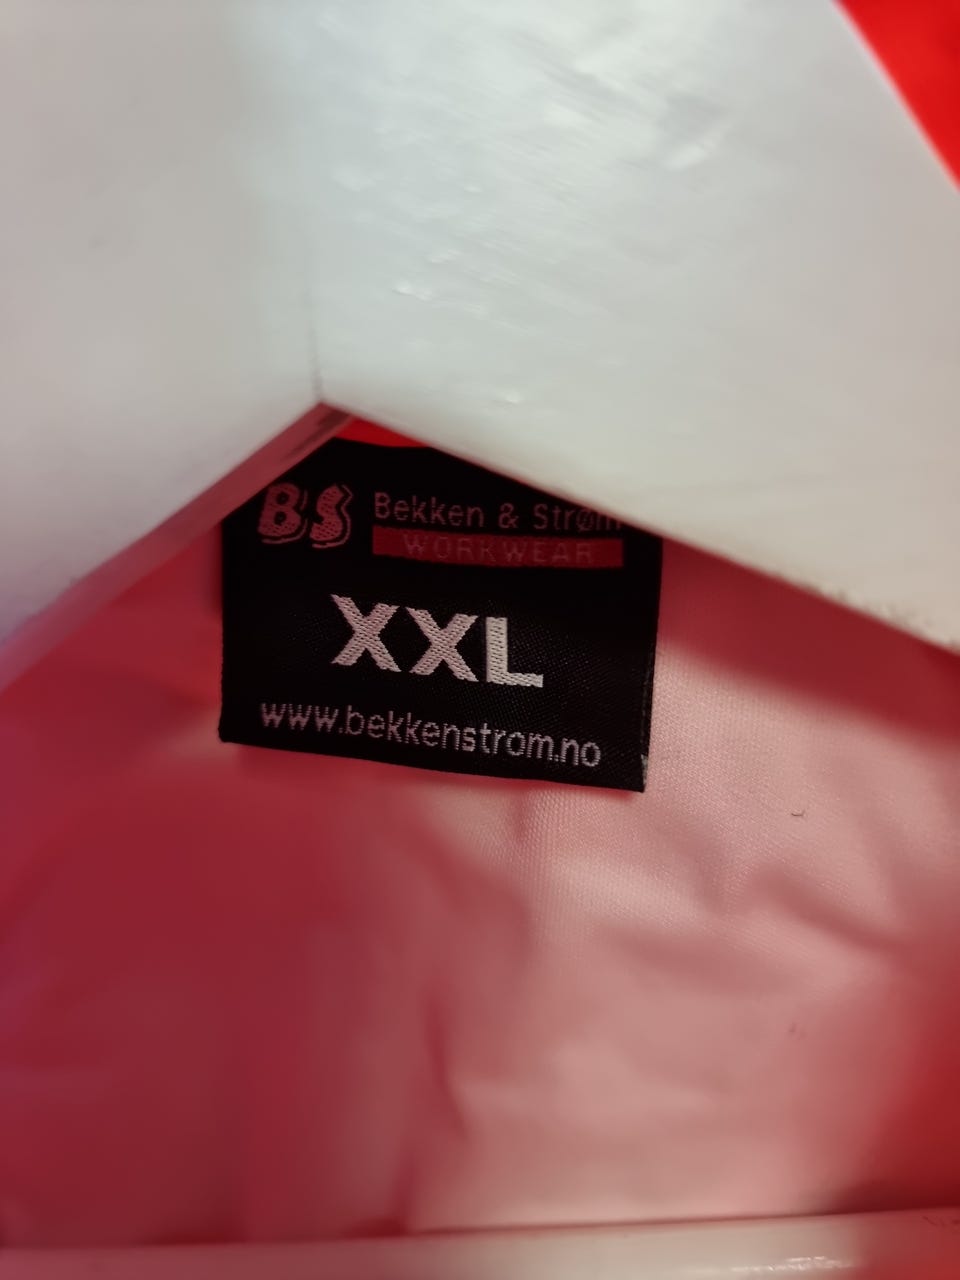 BS Bekken & Strøm
WORKWEAR
XXL
www.bekkenstrom.no